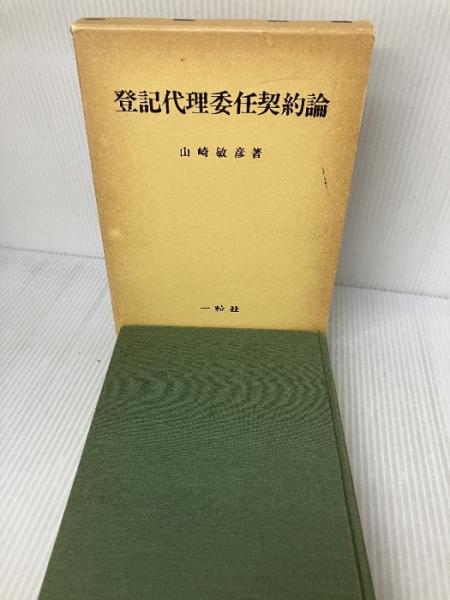 登記代理委任契約論
山崎敏彦著
一粒社